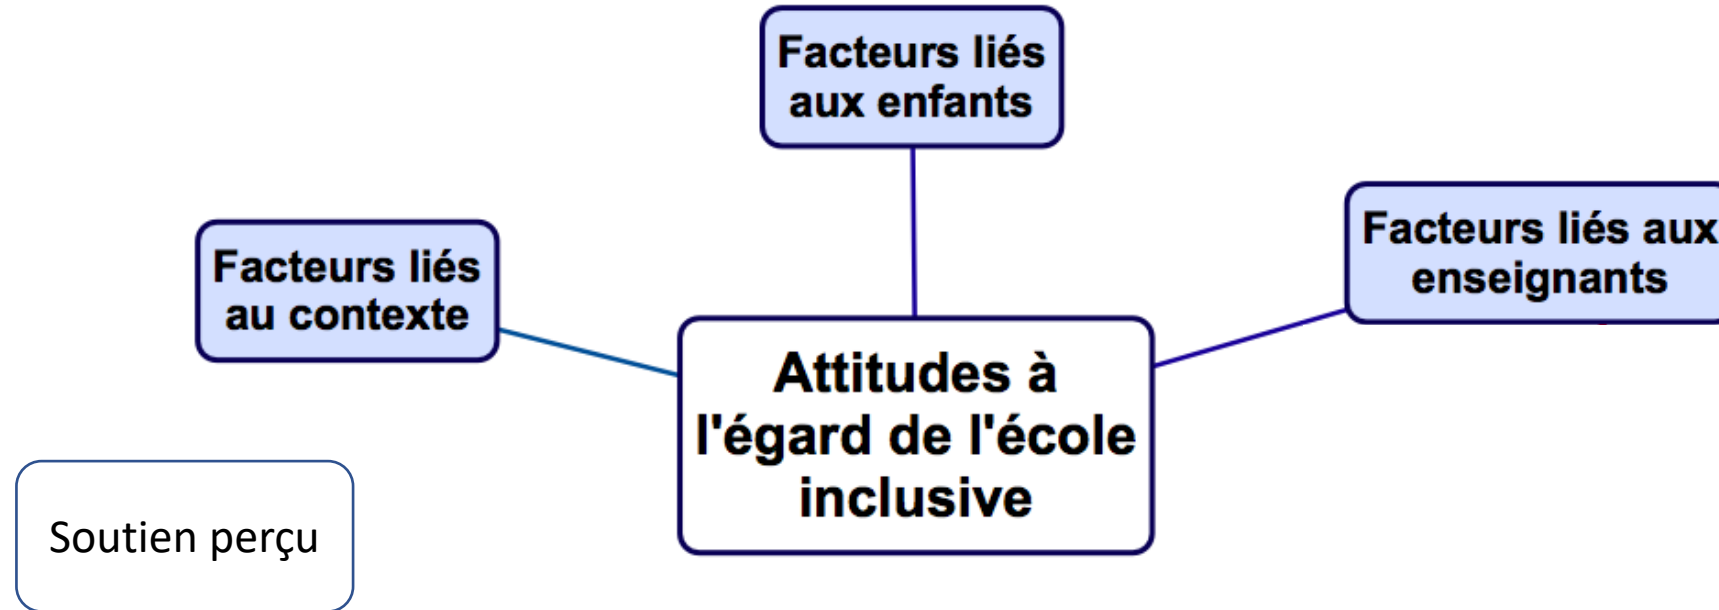 Facteurs liés
aux enfants
Facteurs liés aux
enseignants
Facteurs liés
au contexte
Attitudes à
l'égard de l'école
inclusive
Soutien perçu